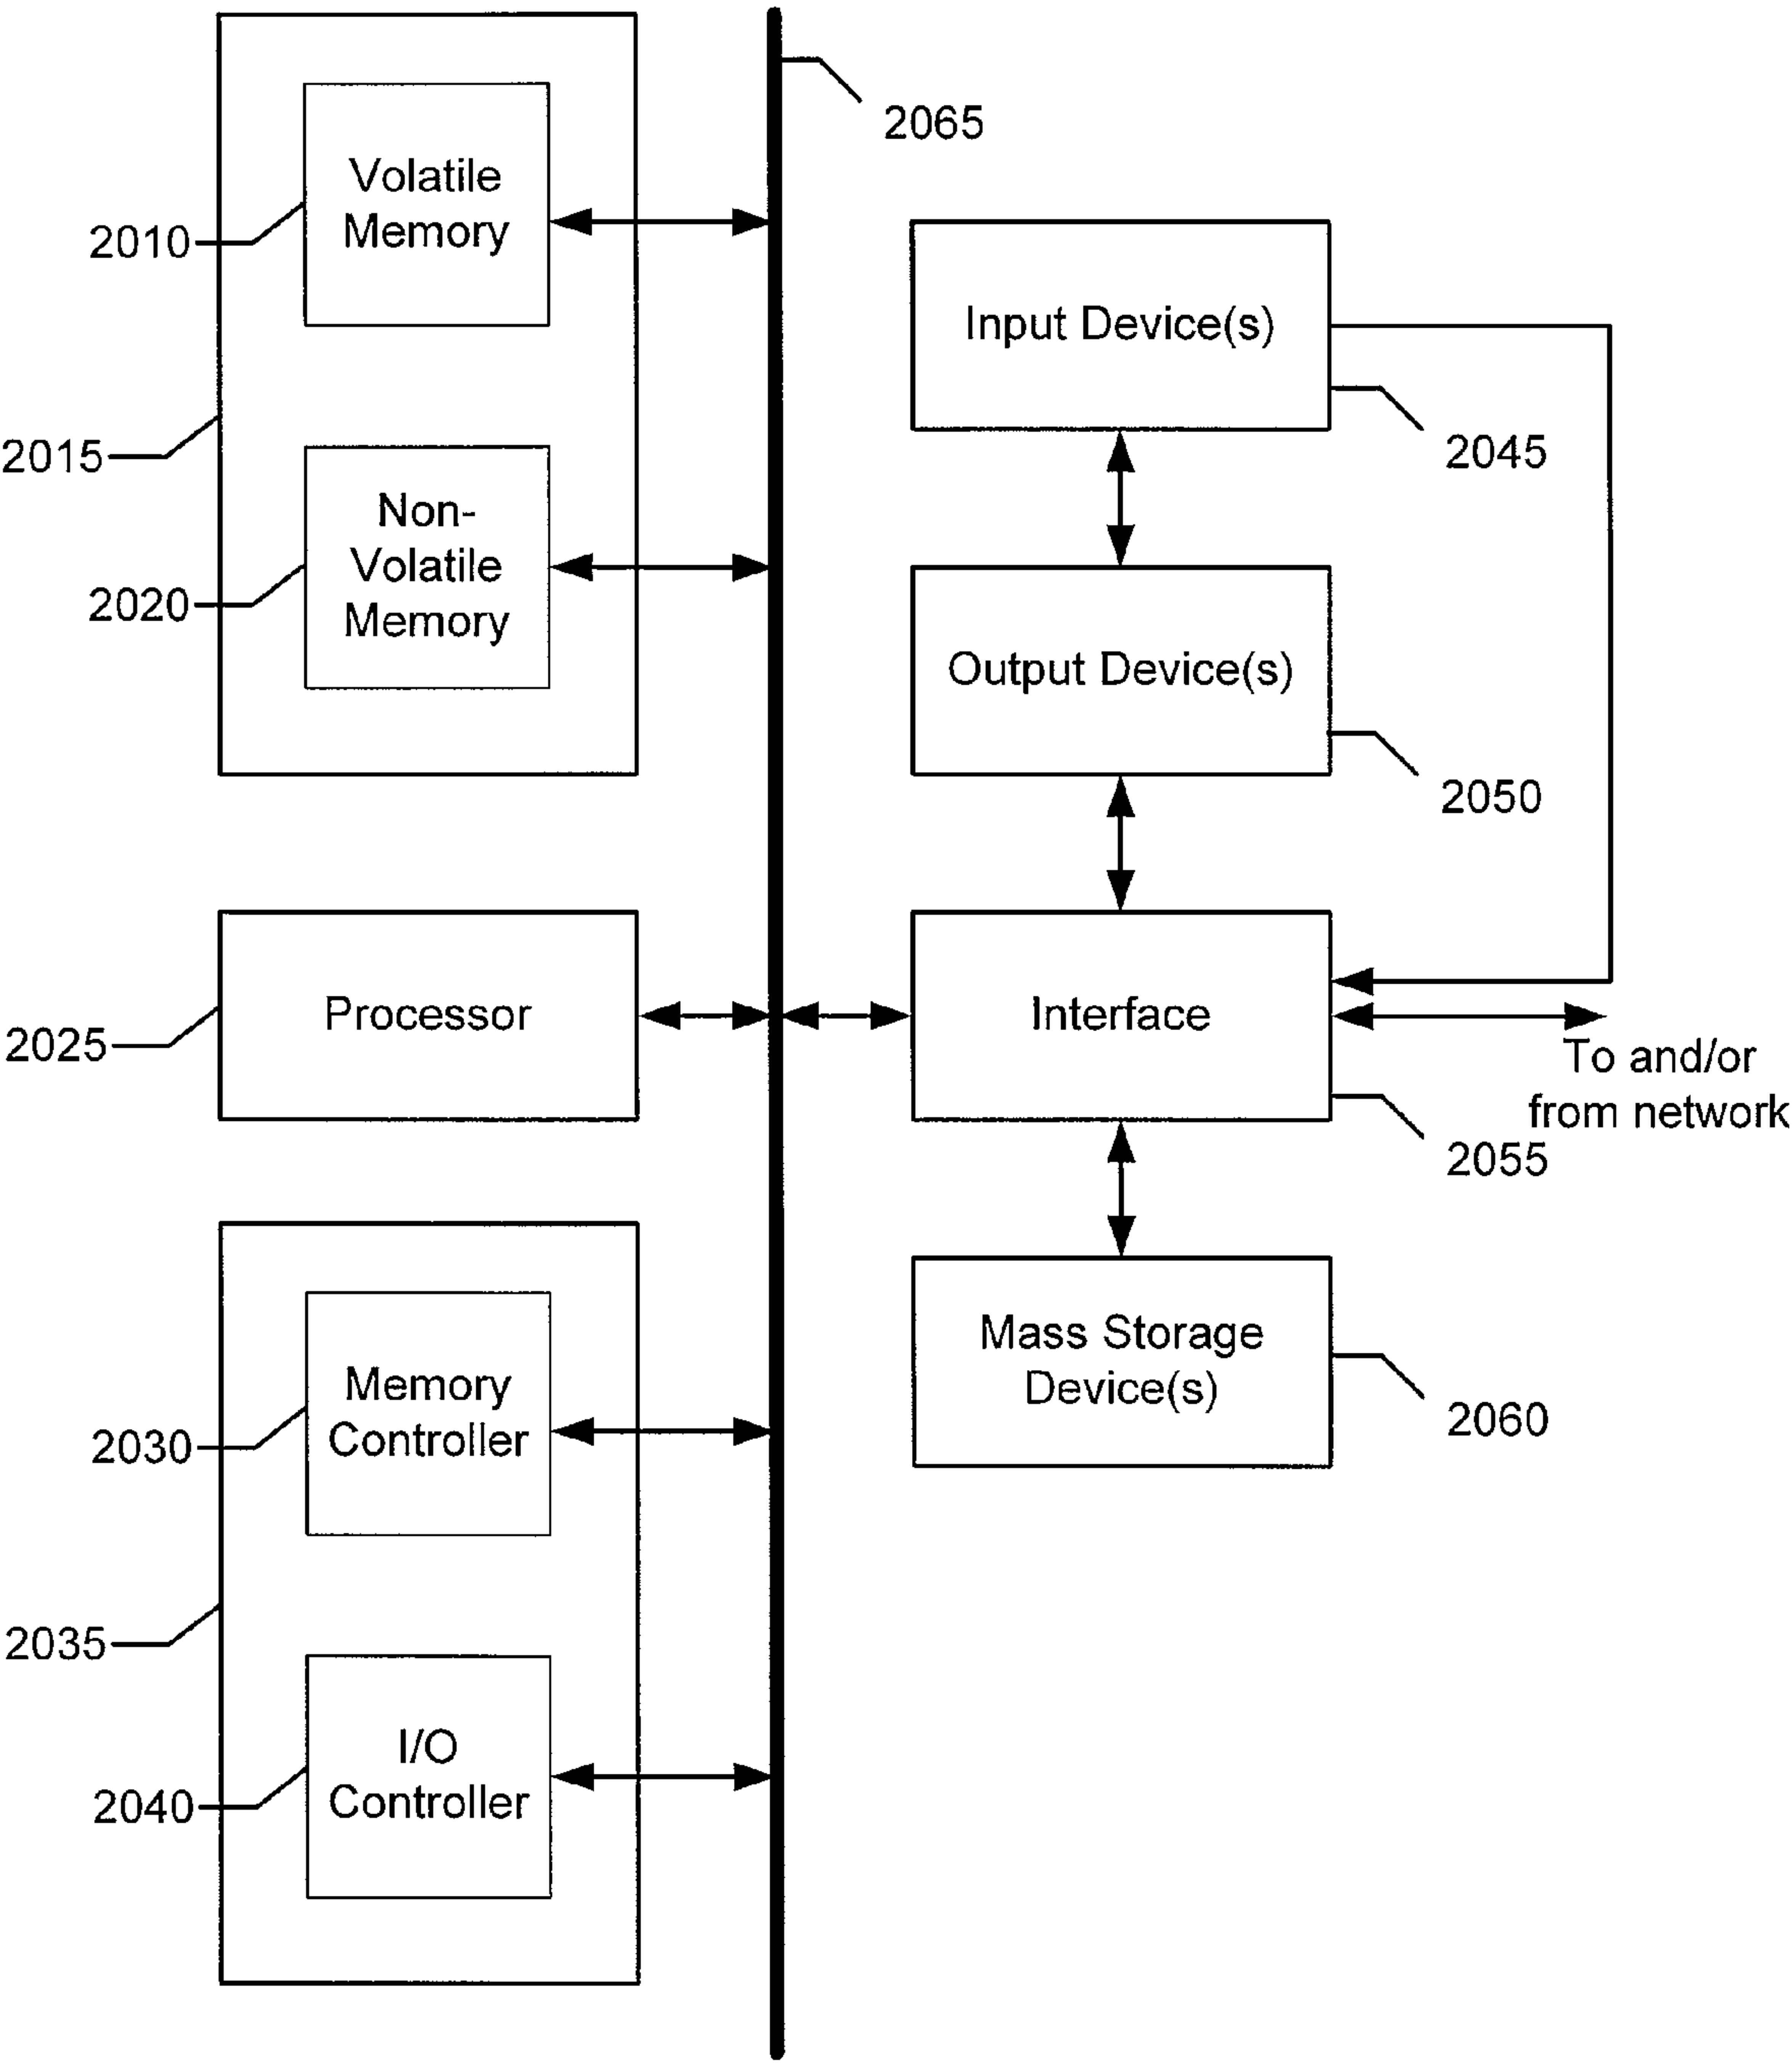 2065
Volatile
Memory
2010
Input Device(s)
2015
2045
Non-
Volatile
Memory
2020
Output Device(s)
2050
Processor
Interface
2025
To and/or
from network
2055
Mass Storage
Device(s)
Memory
Controller
2030
2060
2035
I/O
Controller
2040